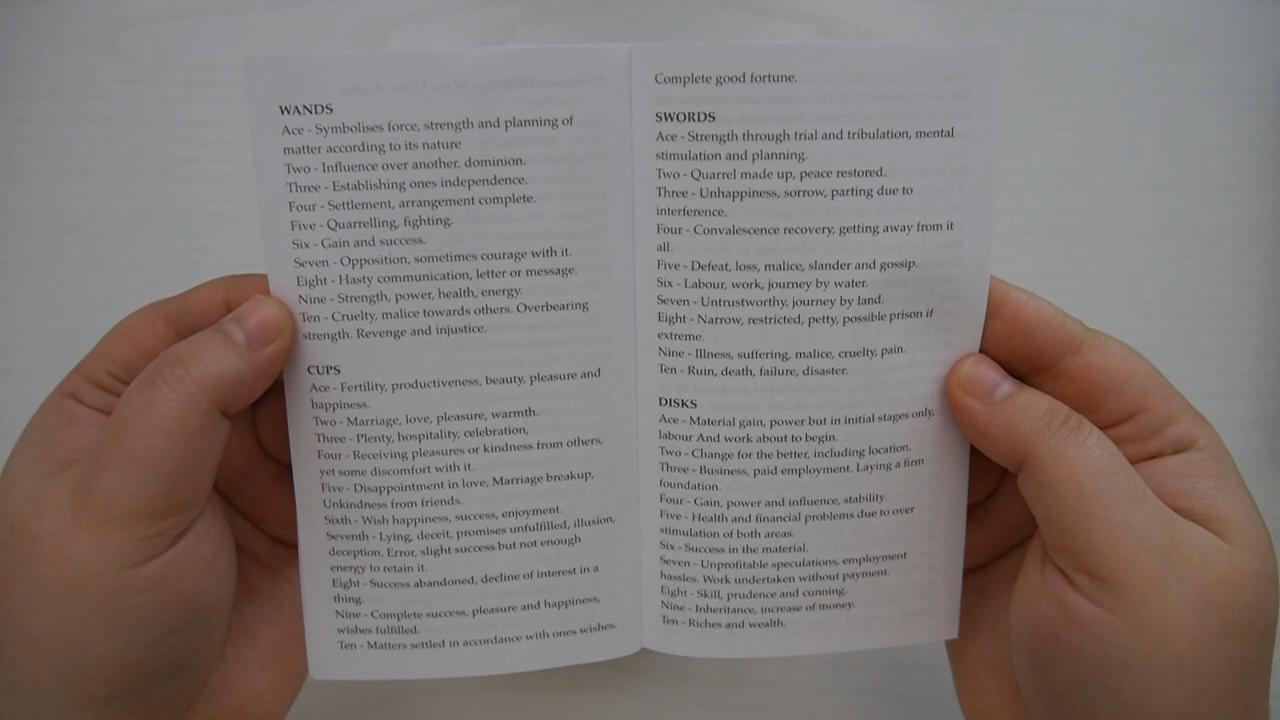 WANDS
Ace - Symbolises force, strength and planning of
matter according to its nature
Two - Influence over another, dominion.
Three - Establishing ones independence.
Four - Settlement, arrangement complete.
Five - Quarrelling, fighting.
Six - Gain and success.
Seven - Opposition, sometimes courage with it.
Eight - Hasty communication, letter or message.
Nine - Strength, power, health, energy.
Ten - Cruelty, malice towards others. Overbearing
strength. Revenge and injustice.
CUPS
Ace - Fertility, productiveness, beauty, pleasure and
happiness.
Two - Marriage, love, pleasure, warmth.
Three - Plenty, hospitality, celebration,
Four - Receiving pleasures or kindness from others,
yet some discomfort with it.
Five - Disappointment in love, Marriage breakup,
Unkindness from friends.
Sixth - Wish happiness, success, enjoyment.
Seventh - Lying, deceit, promises unfulfilled, illusion,
deception. Error, slight success but not enough
energy to retain it.
Eight - Success abandoned, decline of interest in a
thing.
Nine - Complete success, pleasure and happiness,
wishes fulfilled.
Ten - Matters settled in accordance with ones wishes.
Complete good fortune.
SWORDS
Ace - Strength through trial and tribulation, mental
stimulation and planning.
Two - Quarrel made up, peace restored.
Three - Unhappiness, sorrow, parting due to
interference.
Four - Convalescence recovery, getting away from it
all.
Five - Defeat, loss, malice, slander and gossip.
Six - Labour, work, journey by water.
Seven - Untrustworthy, journey by land.
Eight - Narrow, restricted, petty, possible prison if
extreme.
Nine - Illness, suffering, malice, cruelty, pain.
Ten - Ruin, death, failure, disaster.
DISKS
Ace - Material gain, power but in initial stages only,
labour And work about to begin.
Two - Change for the better, including location.
Three - Business, paid employment. Laying a firm
foundation.
Four - Gain, power and influence, stability.
Five - Health and financial problems due to over
stimulation of both areas.
Six - Success in the material.
Seven - Unprofitable speculations, employment
hassles. Work undertaken without payment.
Eight - Skill, prudence and cunning.
Nine - Inheritance, increase of money.
Ten - Riches and wealth.